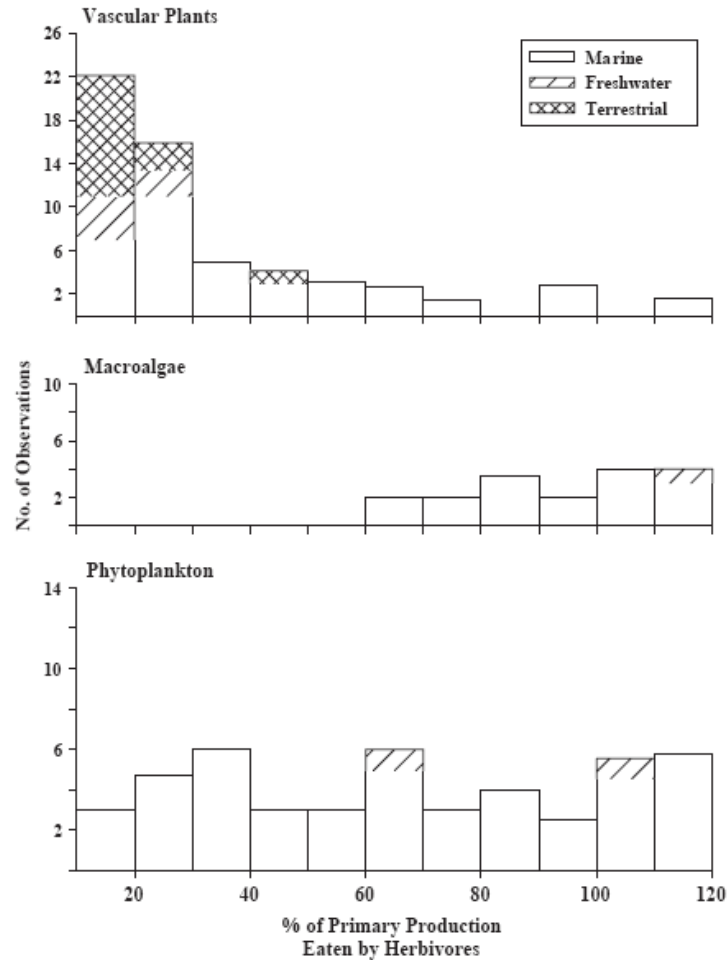 Vascular Plants
26
22
18
14
10
6
2
Marine
Freshwater
Terrestrial
Macroalgae
10
6
2
No. of Observations
Phytoplankton
14
10
6
2
20 40 60 80 100 120
% of Primary Production
Eaten by Herbivores